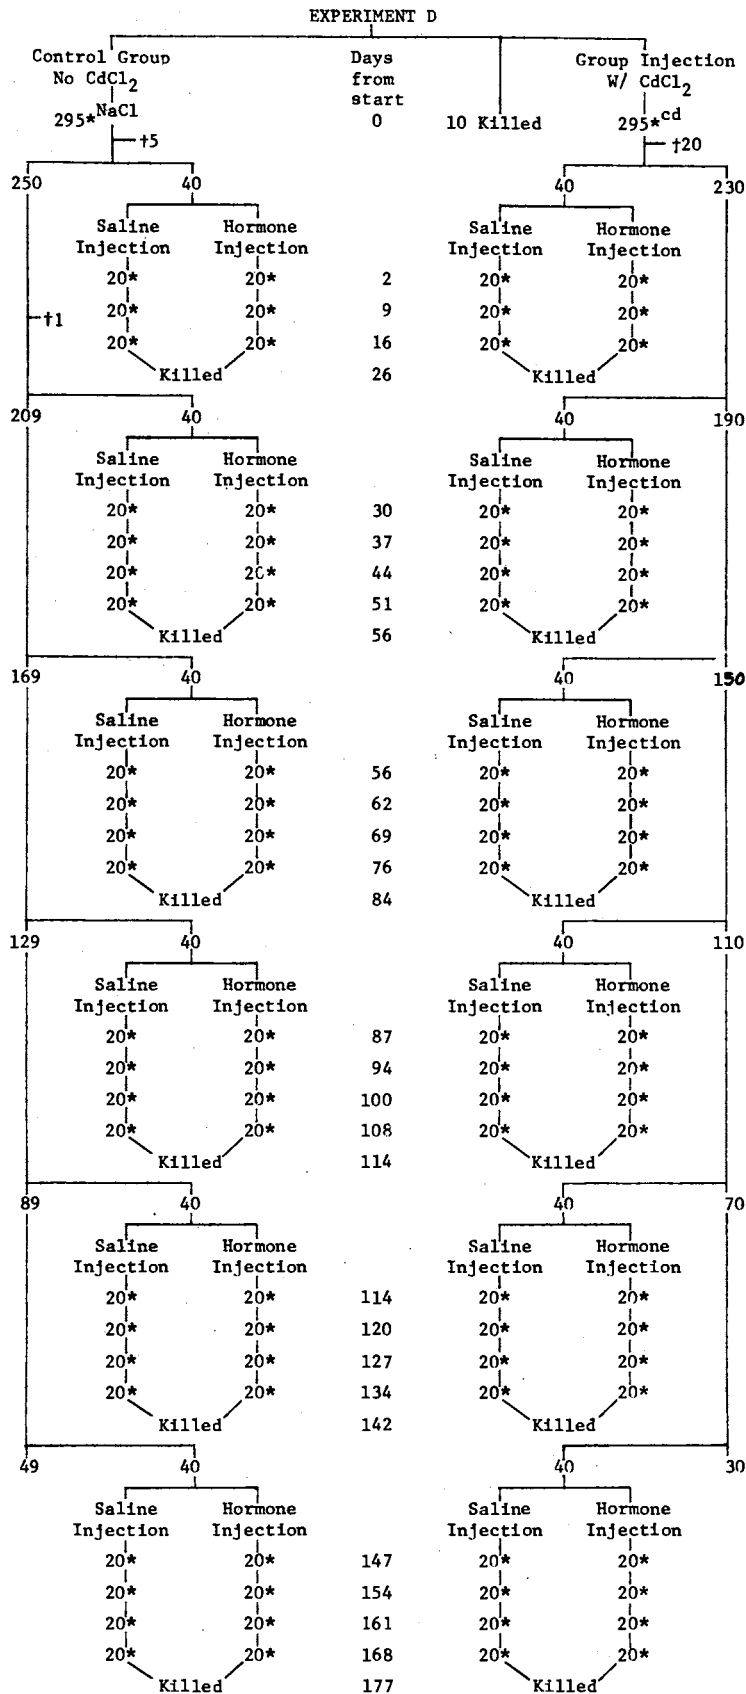 EXPERIMENT D
Control Group Days Group Injection
No CdCl2 from W/ CdCl2
start
295*NaCl 0 10 Killed 295*cd
†5 †20
250 40 40 230
Saline Hormone Saline Hormone
Injection Injection Injection Injection
20* 20* 2 20* 20*
†1 20* 20* 9 20* 20*
20* 20* 16 20* 20*
Killed 26 Killed
209 40 40 190
Saline Hormone Saline Hormone
Injection Injection Injection Injection
20* 20* 30 20* 20*
20* 20* 37 20* 20*
20* 20* 44 20* 20*
20* 20* 51 20* 20*
Killed 56 Killed
169 40 40 150
Saline Hormone Saline Hormone
Injection Injection Injection Injection
20* 20* 56 20* 20*
20* 20* 62 20* 20*
20* 20* 69 20* 20*
20* 20* 76 20* 20*
Killed 84 Killed
129 40 40 110
Saline Hormone Saline Hormone
Injection Injection Injection Injection
20* 20* 87 20* 20*
20* 20* 94 20* 20*
20* 20* 100 20* 20*
20* 20* 108 20* 20*
Killed 114 Killed
89 40 40 70
Saline Hormone Saline Hormone
Injection Injection Injection Injection
20* 20* 114 20* 20*
20* 20* 120 20* 20*
20* 20* 127 20* 20*
20* 20* 134 20* 20*
Killed 142 Killed
49 40 40 30
Saline Hormone Saline Hormone
Injection Injection Injection Injection
20* 20* 147 20* 20*
20* 20* 154 20* 20*
20* 20* 161 20* 20*
20* 20* 168 20* 20*
Killed 177 Killed